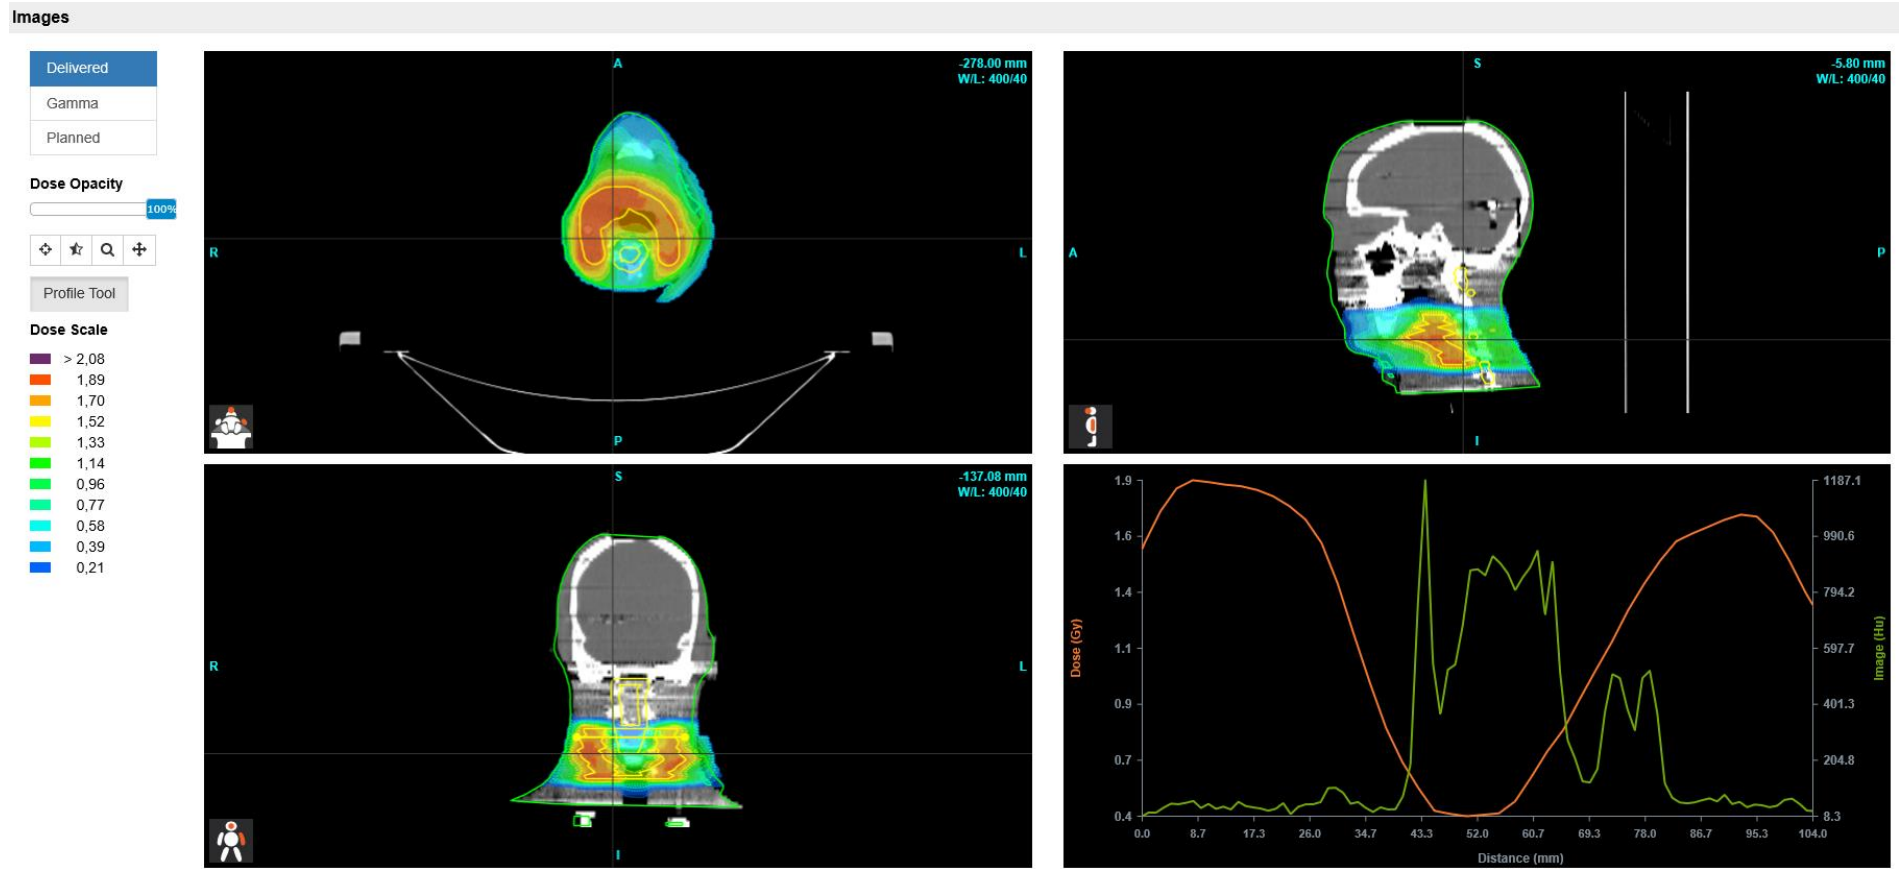 Images
Delivered
Gamma
Planned
Dose Opacity
100%
Profile Tool
Dose Scale
> 2,08
1,89
1,70
1,52
1,33
1,14
0,96
0,77
0,58
0,39
0,21
A
-278.00 mm
W/L: 400/40
R
L
P
S
-5.80 mm
W/L: 400/40
A
P
I
S
-137.08 mm
W/L: 400/40
R
L
I
1.9
1.6
1.4
1.1
0.9
0.7
0.4
Dose (Gy)
1187.1
990.6
794.2
597.7
401.3
204.8
8.3
Image (Hu)
0.0 8.7 17.3 26.0 34.7 43.3 52.0 60.7 69.3 78.0 86.7 95.3 104.0
Distance (mm)